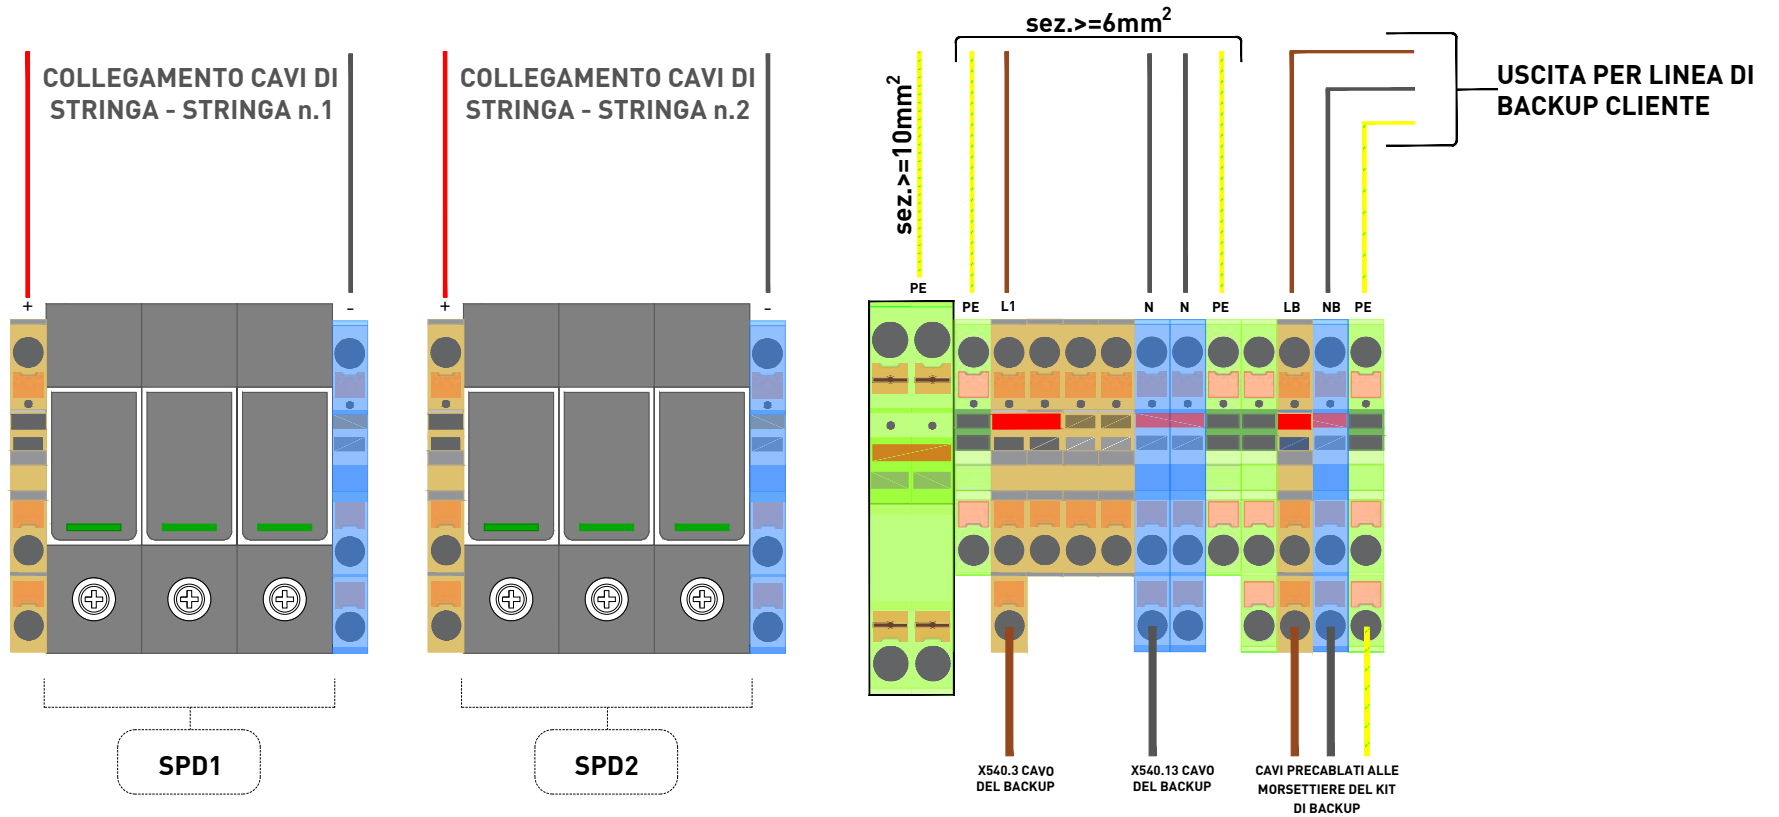 COLLEGAMENTO CAVI DI
STRINGA - STRINGA n.1
+
-
SPD1
COLLEGAMENTO CAVI DI
STRINGA - STRINGA n.2
+
-
SPD2
sez.>=10mm²
sez.>=6mm²
USCITA PER LINEA DI
BACKUP CLIENTE
PE
PE
L1
N
N
PE
LB
NB
PE
X540.3 CAVO
DEL BACKUP
X540.13 CAVO
DEL BACKUP
CAVI PRECABLATI ALLE
MORSETTIERE DEL KIT
DI BACKUP